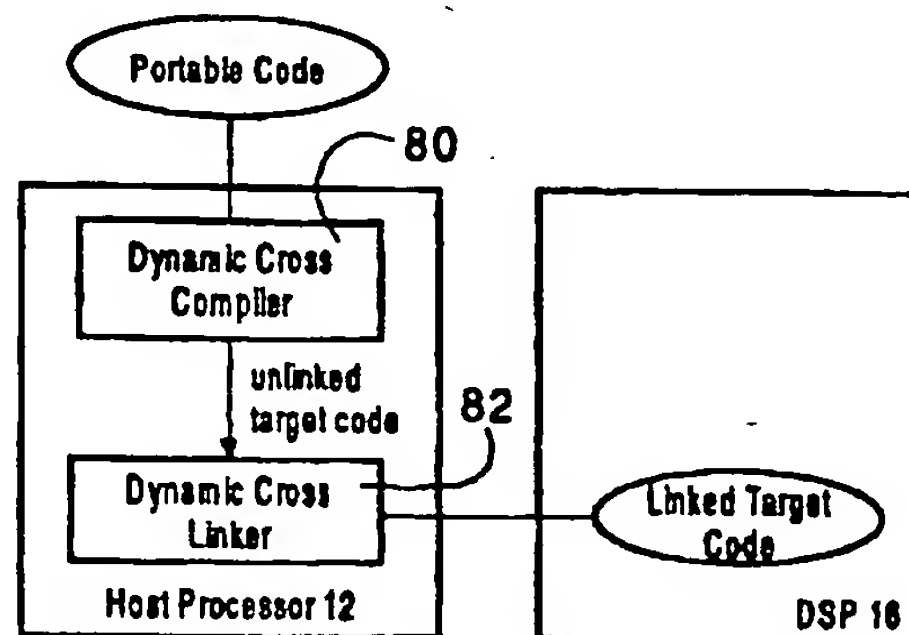 Portable Code
80
Dynamic Cross
Compiler
unlinked
target code
82
Dynamic Cross
Linker
Linked Target
Code
Host Processor 12
DSP 16